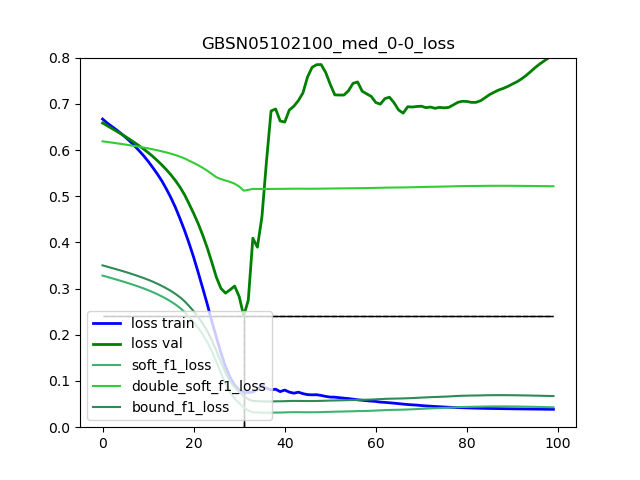 GBSN05102100_med_0-0_loss
0.8
0.7
0.6
0.5
0.4
0.3
0.2
0.1
0.0
loss train
loss val
soft_f1_loss
double_soft_f1_loss
bound_f1_loss
0 20 40 60 80 100